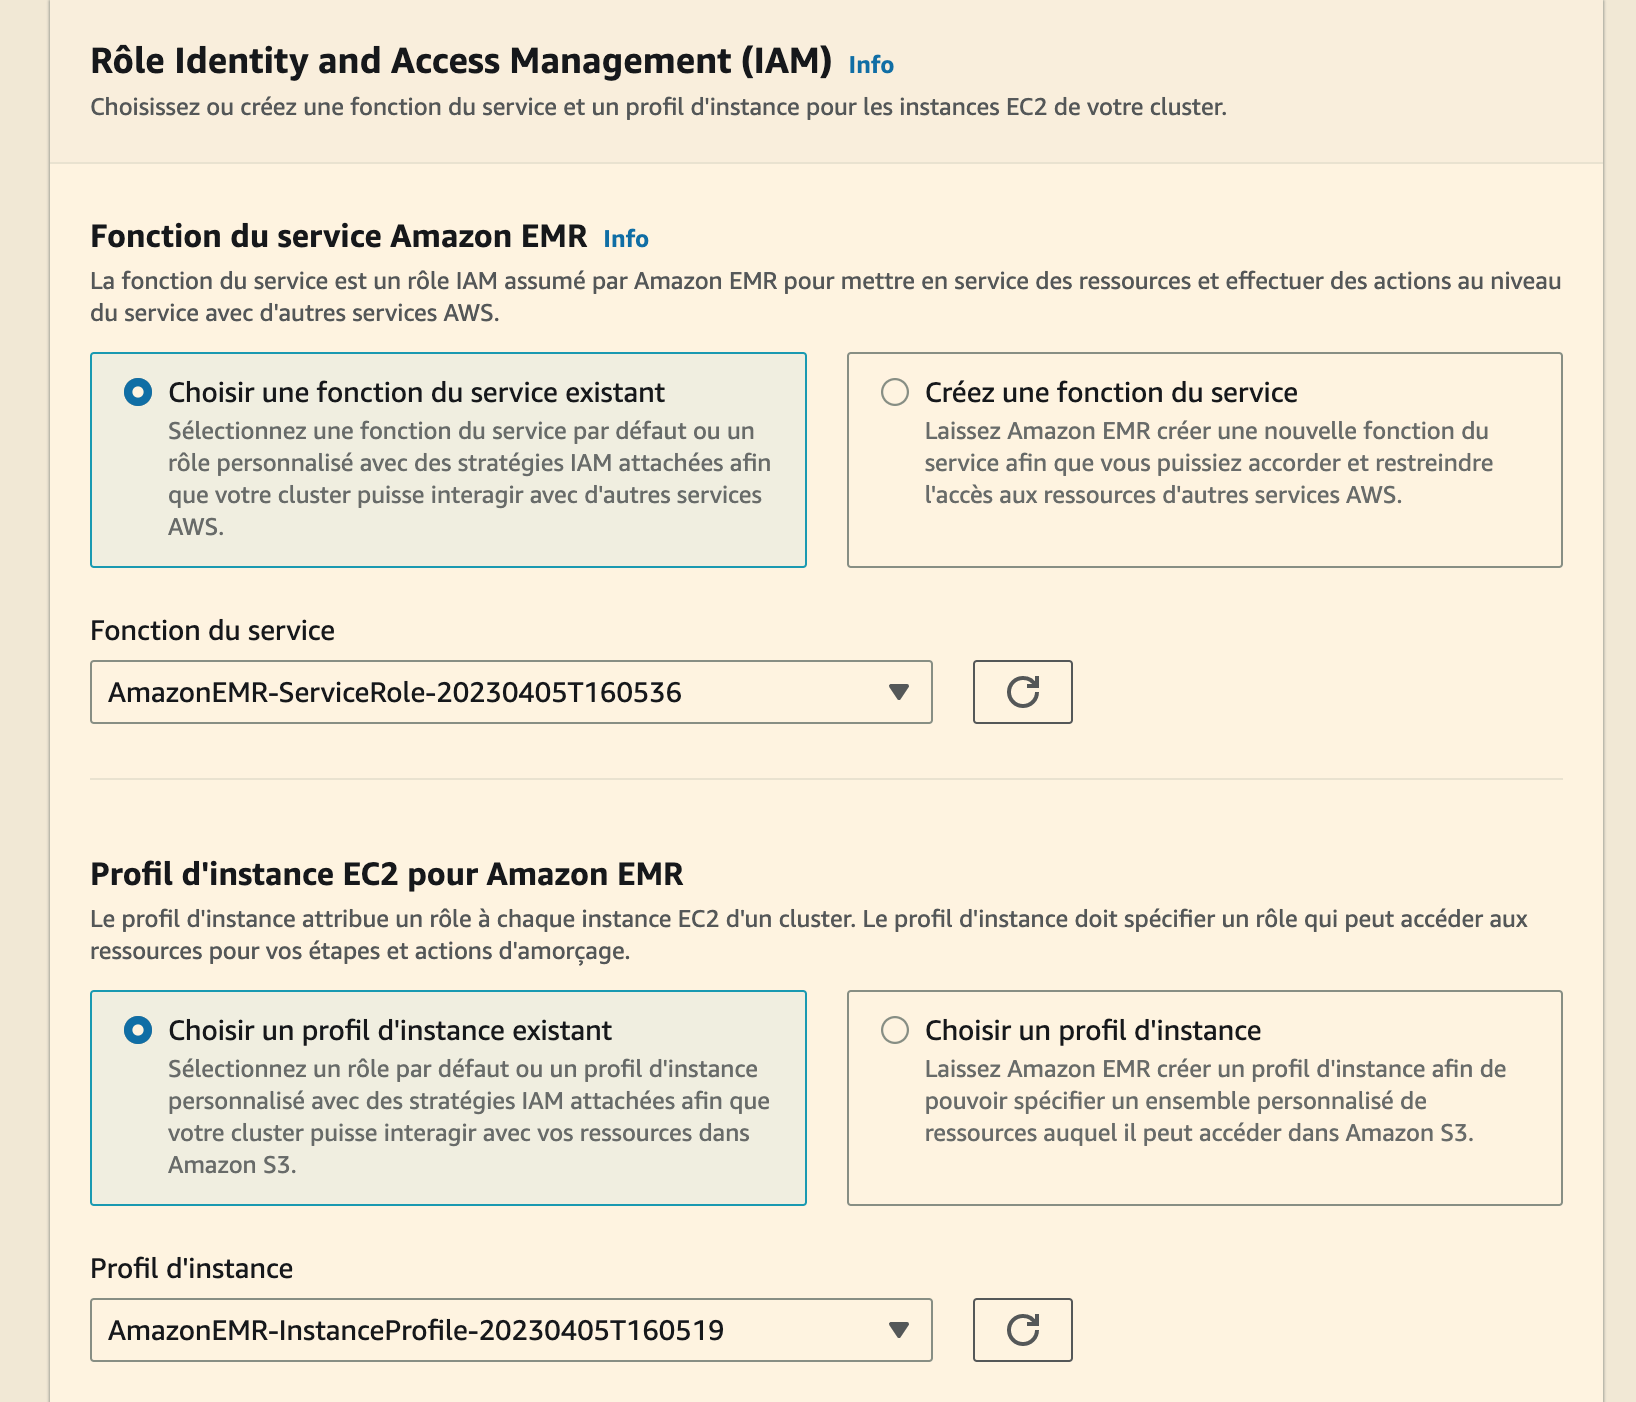 Rôle Identity and Access Management (IAM) Info
Choisissez ou créez une fonction du service et un profil d'instance pour les instances EC2 de votre cluster.
Fonction du service Amazon EMR Info
La fonction du service est un rôle IAM assumé par Amazon EMR pour mettre en service des ressources et effectuer des actions au niveau
du service avec d'autres services AWS.
Choisir une fonction du service existant
Sélectionnez une fonction du service par défaut ou un
rôle personnalisé avec des stratégies IAM attachées afin
que votre cluster puisse interagir avec d'autres services
AWS.
Créez une fonction du service
Laissez Amazon EMR créer une nouvelle fonction du
service afin que vous puissiez accorder et restreindre
l'accès aux ressources d'autres services AWS.
Fonction du service
AmazonEMR-ServiceRole-20230405T160536
Profil d'instance EC2 pour Amazon EMR
Le profil d'instance attribue un rôle à chaque instance EC2 d'un cluster. Le profil d'instance doit spécifier un rôle qui peut accéder aux
ressources pour vos étapes et actions d'amorçage.
Choisir un profil d'instance existant
Sélectionnez un rôle par défaut ou un profil d'instance
personnalisé avec des stratégies IAM attachées afin que
votre cluster puisse interagir avec vos ressources dans
Amazon S3.
Choisir un profil d'instance
Laissez Amazon EMR créer un profil d'instance afin de
pouvoir spécifier un ensemble personnalisé de
ressources auquel il peut accéder dans Amazon S3.
Profil d'instance
AmazonEMR-InstanceProfile-20230405T160519